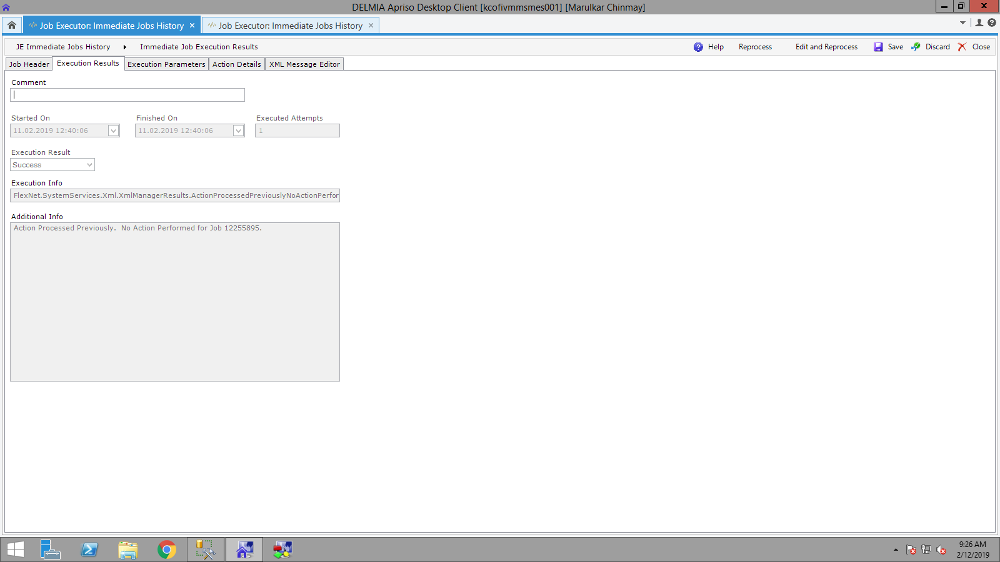 DELMIA Apriso Desktop Client [kcofivmmsmes001] [Marulkar Chinmay]
Job Executor: Immediate Jobs History
Job Executor: Immediate Jobs History
JE Immediate Jobs History
Immediate Job Execution Results
Help
Reprocess
Edit and Reprocess
Save
Discard
Close
Job Header
Execution Results
Execution Parameters
Action Details
XML Message Editor
Comment
Started On
Finished On
Executed Attempts
11.02.2019 12:40:06
11.02.2019 12:40:06
1
Execution Result
Success
Execution Info
FlexNet.SystemServices.Xml.XmlManagerResults.ActionProcessedPreviouslyNoActionPerfor
Additional Info
Action Processed Previously.  No Action Performed for Job 12255895.
9:26 AM
2/12/2019